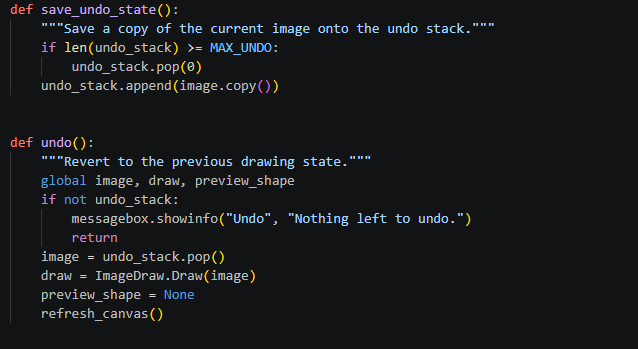 def save_undo_state():
    """Save a copy of the current image onto the undo stack."""
    if len(undo_stack) >= MAX_UNDO:
        undo_stack.pop(0)
    undo_stack.append(image.copy())

def undo():
    """Revert to the previous drawing state."""
    global image, draw, preview_shape
    if not undo_stack:
        messagebox.showinfo("Undo", "Nothing left to undo.")
        return
    image = undo_stack.pop()
    draw = ImageDraw.Draw(image)
    preview_shape = None
    refresh_canvas()